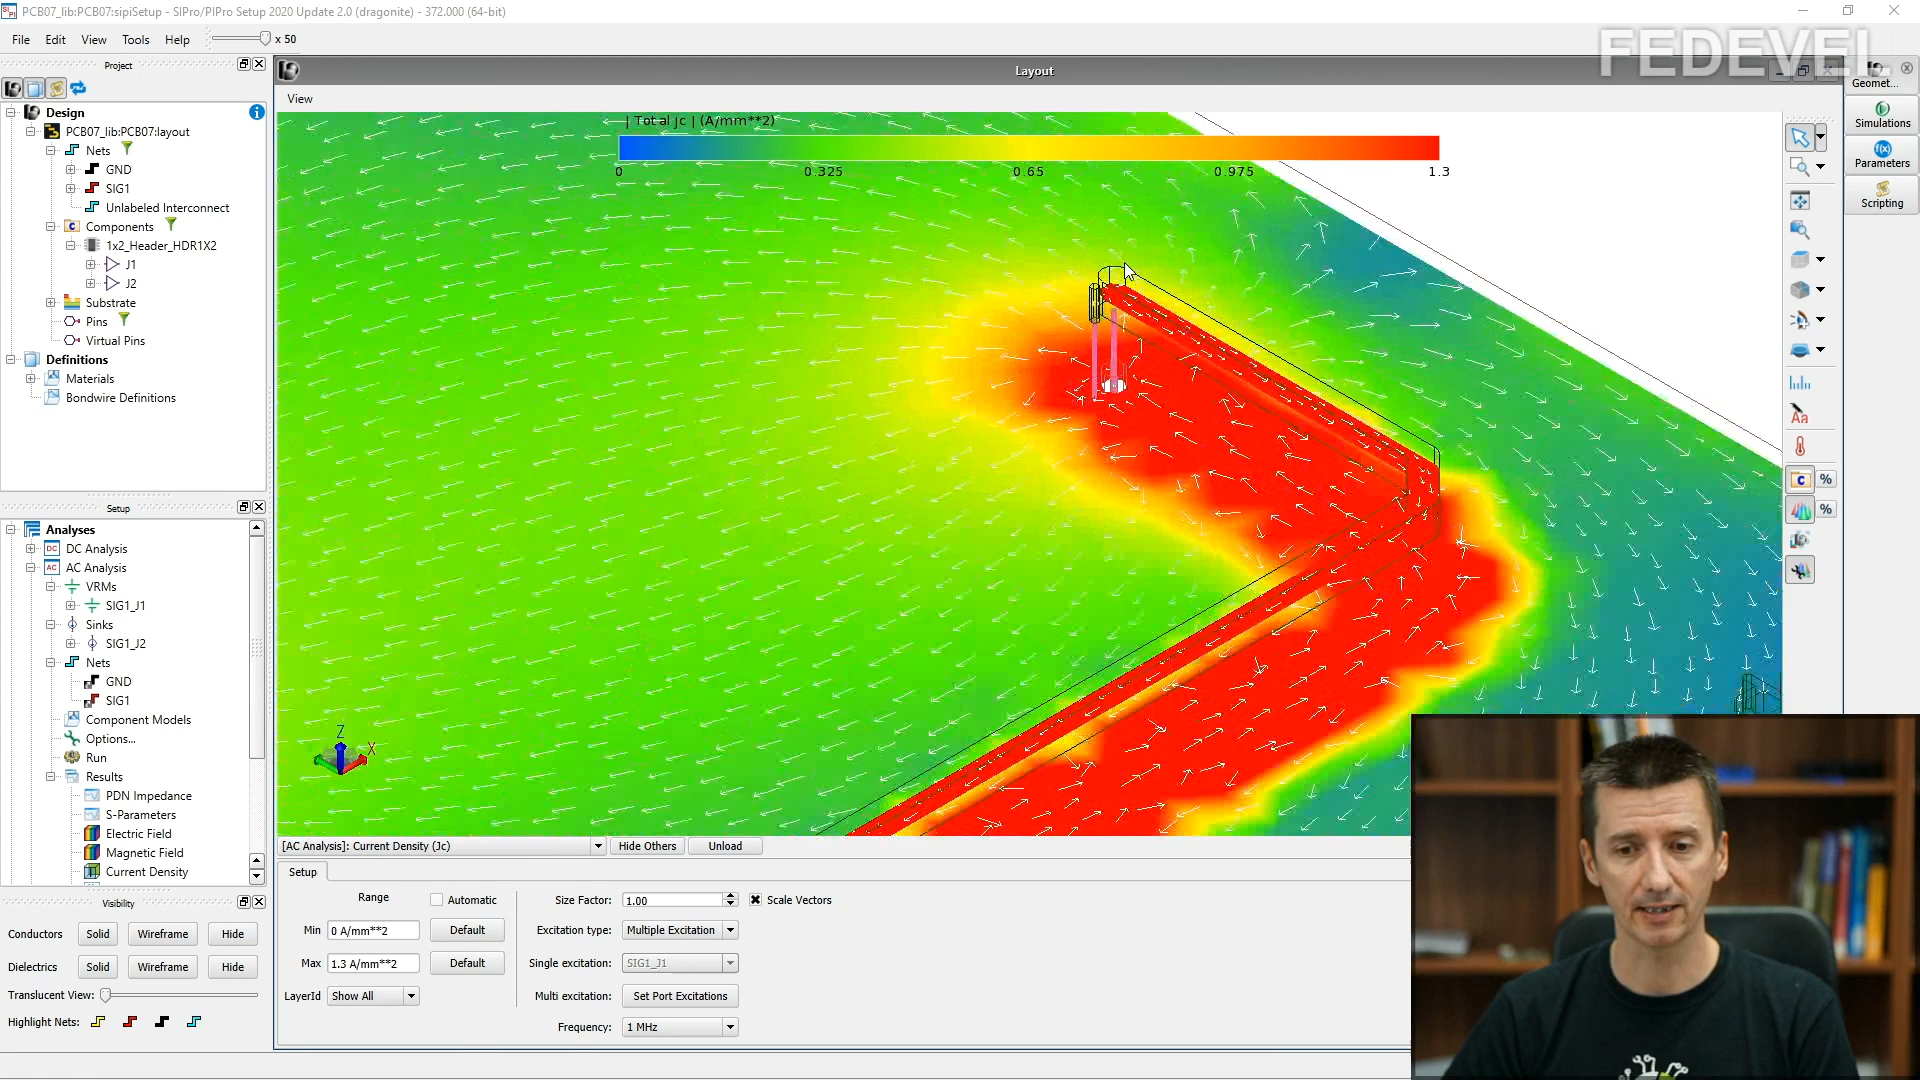 PCB07_lib:PCB07:sipiSetup - SIPro/PIPro Setup 2020 Update 2.0 (dragonite) - 372.000 (64-bit)
File Edit View Tools Help x 50
FEDEVEL
Project
Layout
Geomet...
View
Design
PCB07_lib:PCB07:layout
Nets
GND
SIG1
Unlabeled Interconnect
Components
1x2_Header_HDR1X2
J1
J2
Substrate
Pins
Virtual Pins
Definitions
Materials
Bondwire Definitions
| Total Jc | (A/mm**2)
0 0.325 0.65 0.975 1.3
Simulations
Parameters
Scripting
Setup
Analyses
DC Analysis
AC Analysis
VRMs
SIG1_J1
Sinks
SIG1_J2
Nets
GND
SIG1
Component Models
Options...
Run
Results
PDN Impedance
S-Parameters
Electric Field
Magnetic Field
Current Density
Z
X
[AC Analysis]: Current Density (Jc) Hide Others Unload
Setup
Range Automatic Size Factor: 1.00 Scale Vectors
Min 0 A/mm**2 Default Excitation type: Multiple Excitation
Max 1.3 A/mm**2 Default Single excitation: SIG1_J1
LayerId Show All Multi excitation: Set Port Excitations
Frequency: 1 MHz
Visibility
Conductors Solid Wireframe Hide
Dielectrics Solid Wireframe Hide
Translucent View:
Highlight Nets: